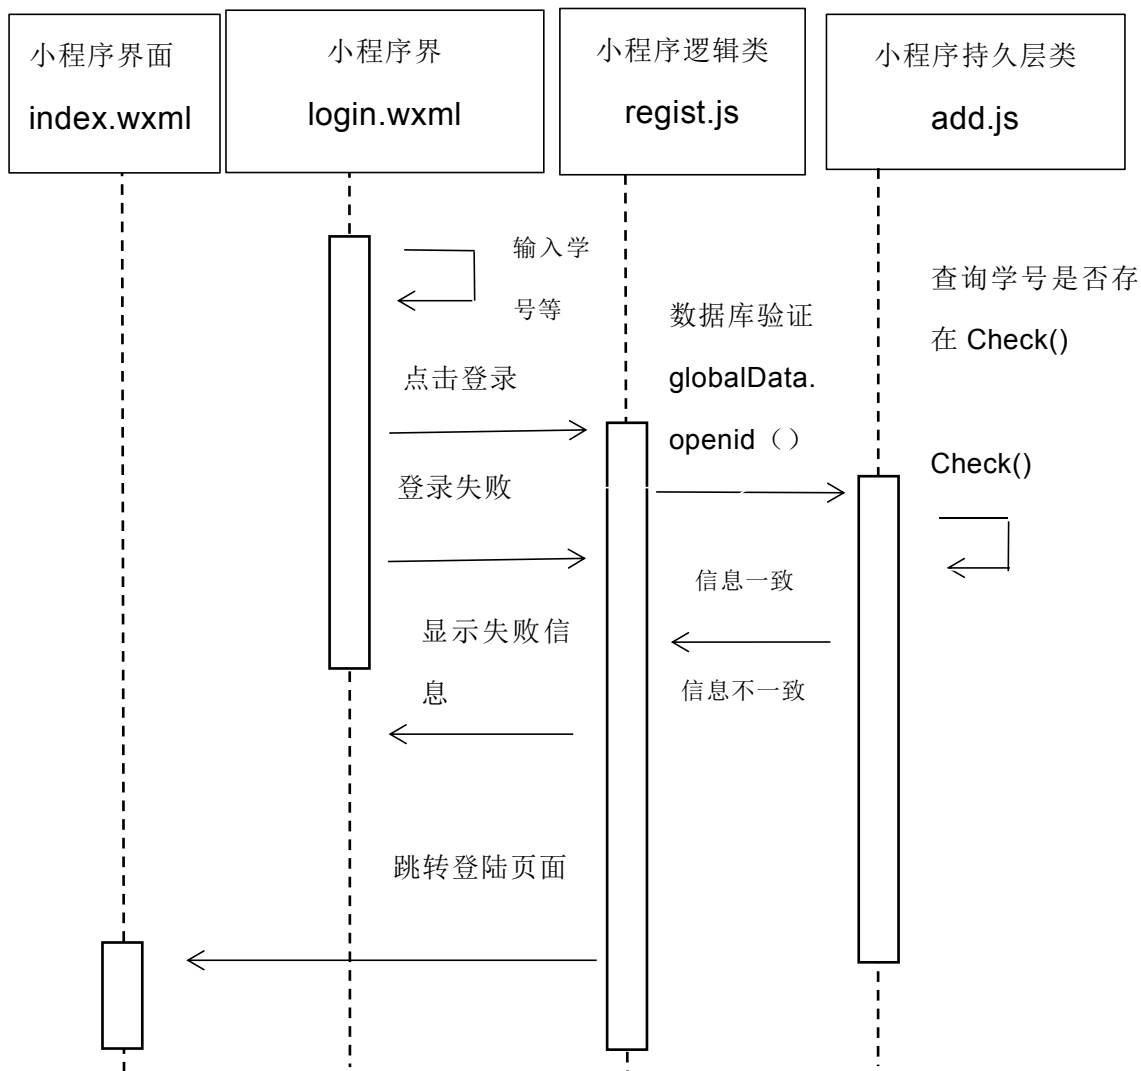 小程序界面
index.wxml
小程序界
login.wxml
小程序逻辑类
regist.js
小程序持久层类
add.js
输入学
号等
点击登录
登录失败
显示失败信
息
跳转登陆页面
数据库验证
globalData.
openid（）
信息一致
信息不一致
查询学号是否存
在 Check()
Check()